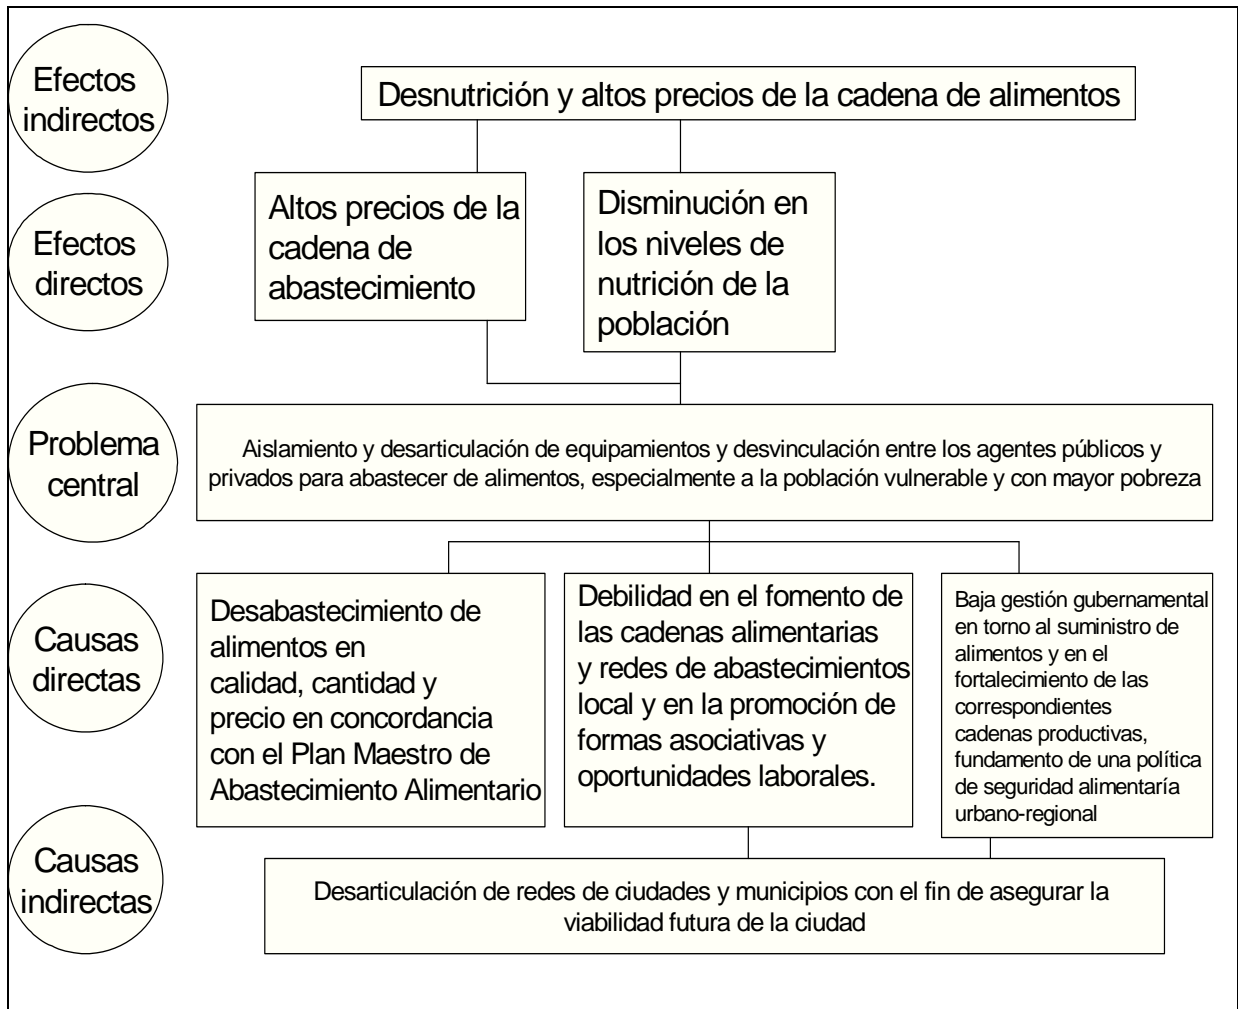 Efectos
indirectos
Desnutrición y altos precios de la cadena de alimentos
Efectos
directos
Altos precios de la
cadena de
abastecimiento
Disminución en
los niveles de
nutrición de la
población
Problema
central
Aislamiento y desarticulación de equipamientos y desvinculación entre los agentes públicos y
privados para abastecer de alimentos, especialmente a la población vulnerable y con mayor pobreza
Causas
directas
Desabastecimiento de
alimentos en
calidad, cantidad y
precio en concordancia
con el Plan Maestro de
Abastecimiento Alimentario
Debilidad en el fomento de
las cadenas alimentarias
y redes de abastecimientos
local y en la promoción de
formas asociativas y
oportunidades laborales.
Baja gestión gubernamental
en torno al suministro de
alimentos y en el
fortalecimiento de las
correspondientes
cadenas productivas,
fundamento de una política
de seguridad alimentaría
urbano-regional
Causas
indirectas
Desarticulación de redes de ciudades y municipios con el fin de asegurar la
viabilidad futura de la ciudad